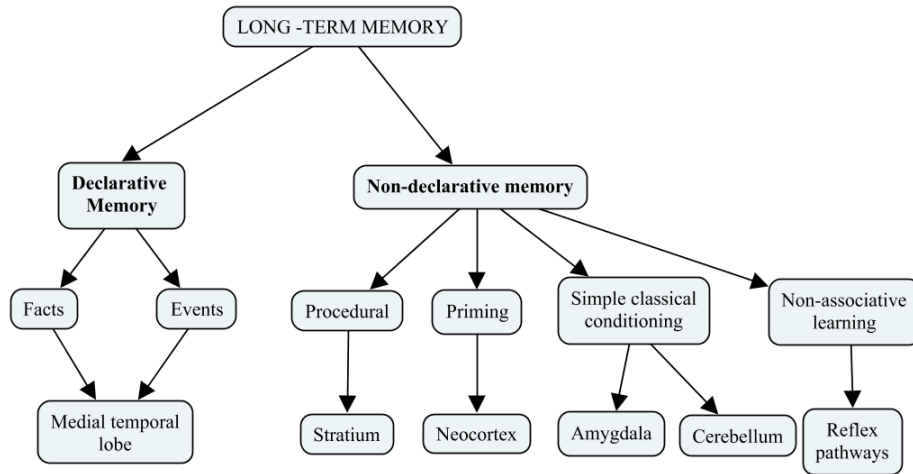 LONG -TERM MEMORY
Declarative
Memory
Non-declarative memory
Facts
Events
Procedural
Priming
Simple classical
conditioning
Non-associative
learning
Medial temporal
lobe
Stratium
Neocortex
Amygdala
Cerebellum
Reflex
pathways